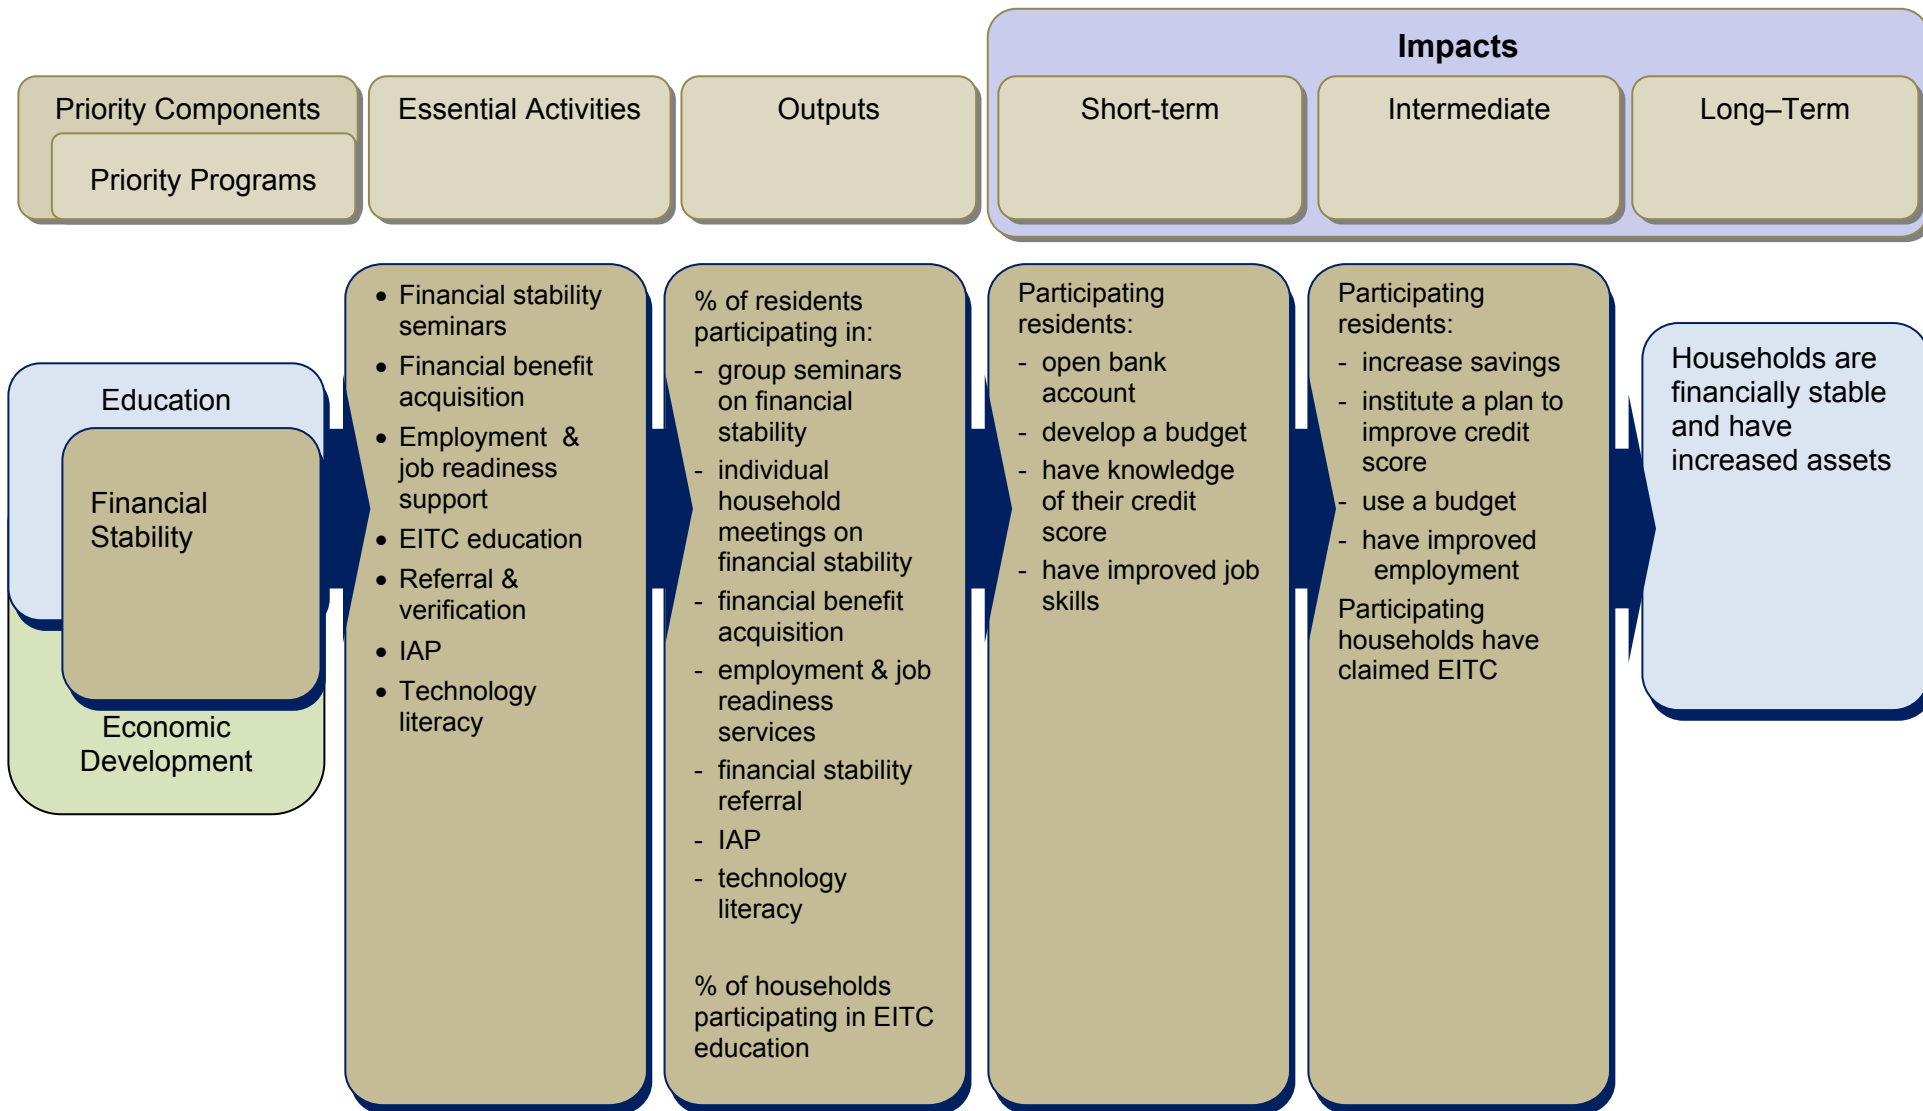 Impacts
Priority Components
Priority Programs
Essential Activities
Outputs
Short-term
Intermediate
Long–Term
Education
Financial
Stability
Economic
Development
• Financial stability
seminars
• Financial benefit
acquisition
• Employment &
job readiness
support
• EITC education
• Referral &
verification
• IAP
• Technology
literacy
% of residents
participating in:
- group seminars
on financial
stability
- individual
household
meetings on
financial stability
- financial benefit
acquisition
- employment & job
readiness
services
- financial stability
referral
- IAP
- technology
literacy
% of households
participating in EITC
education
Participating
residents:
- open bank
account
- develop a budget
- have knowledge
of their credit
score
- have improved job
skills
Participating
residents:
- increase savings
- institute a plan to
improve credit
score
- use a budget
- have improved
employment
Participating
households have
claimed EITC
Households are
financially stable
and have
increased assets